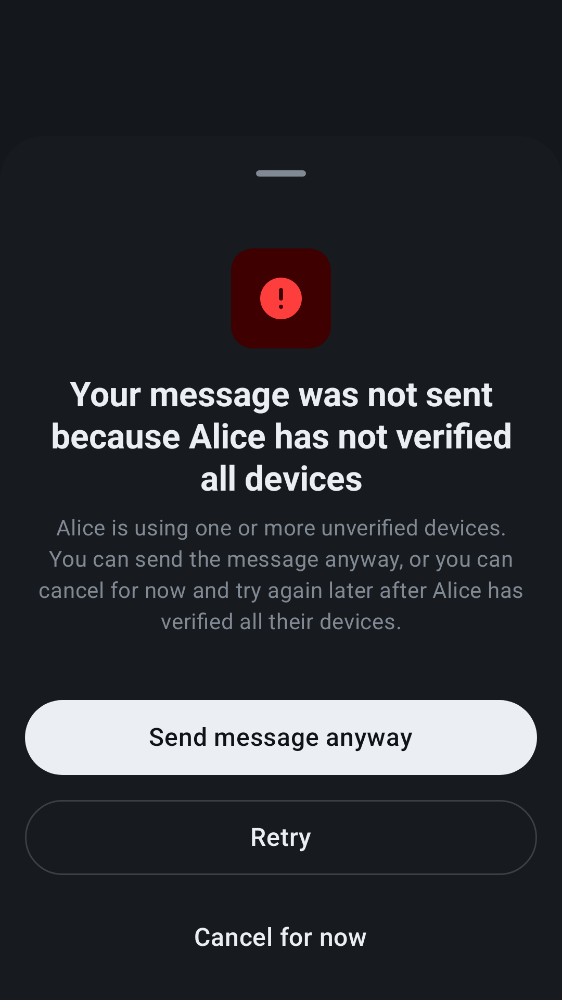 Your message was not sent
because Alice has not verified
all devices
Alice is using one or more unverified devices.
You can send the message anyway, or you can
cancel for now and try again later after Alice has
verified all their devices.
Send message anyway
Retry
Cancel for now